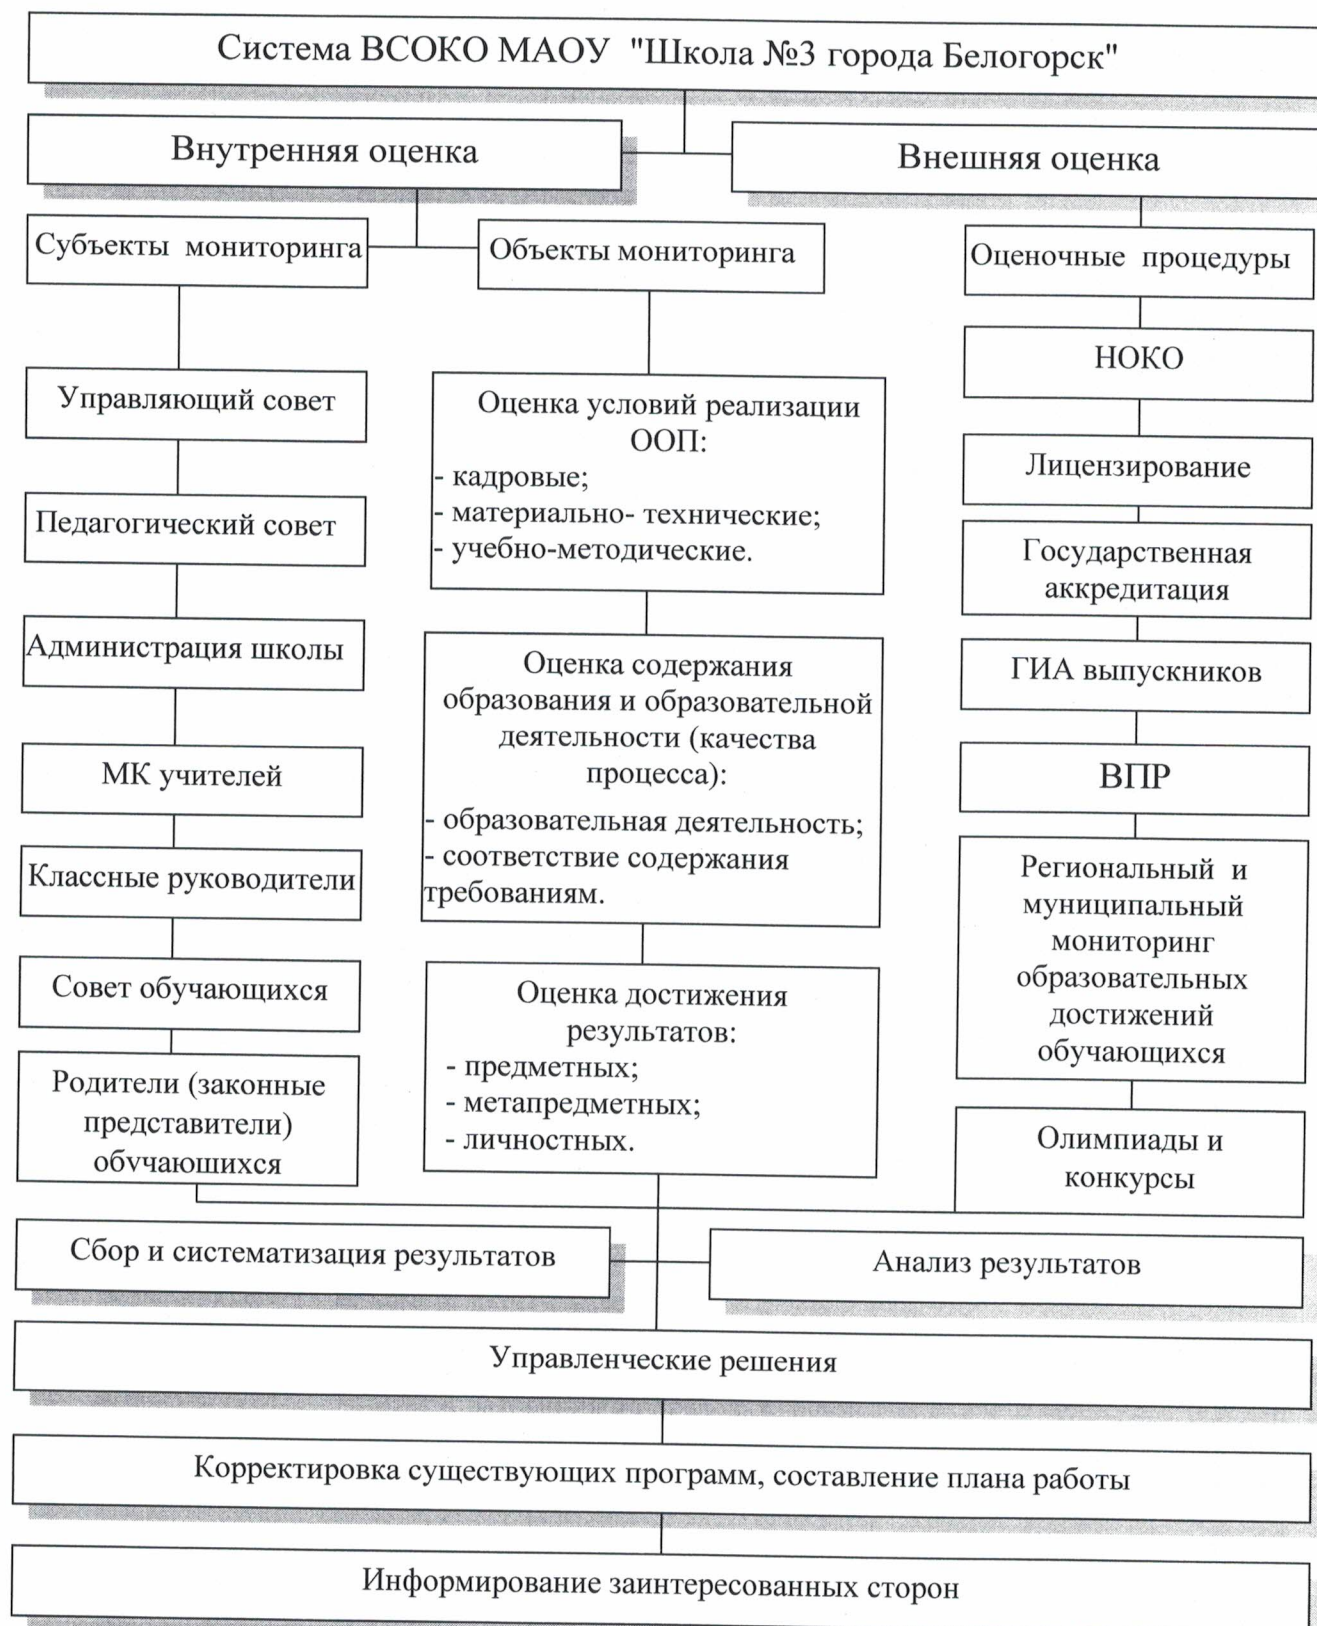 Система ВСОКО МАОУ "Школа №3 города Белогорск"
Внутренняя оценка
Внешняя оценка
Субъекты мониторинга
Объекты мониторинга
Оценочные процедуры
Управляющий совет
Педагогический совет
Администрация школы
МК учителей
Классные руководители
Совет обучающихся
Родители (законные
представители)
обучающихся
Оценка условий реализации
ООП:
- кадровые;
- материально- технические;
- учебно-методические.
Оценка содержания
образования и образовательной
деятельности (качества
процесса):
- образовательная деятельность;
- соответствие содержания
требованиям.
Оценка достижения
результатов:
- предметных;
- метапредметных;
- личностных.
НОКО
Лицензирование
Государственная
аккредитация
ГИА выпускников
ВПР
Региональный и
муниципальный
мониторинг
образовательных
достижений
обучающихся
Олимпиады и
конкурсы
Сбор и систематизация результатов
Анализ результатов
Управленческие решения
Корректировка существующих программ, составление плана работы
Информирование заинтересованных сторон